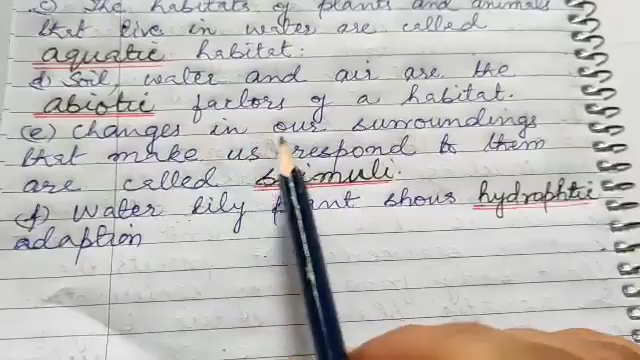 c) The habitats of plants and animals
that live in water are called
aquatic habitat.
d) Soil, water and air are the
abiotic factors of a habitat.
(e) Changes in our surroundings
that make us respond to them
are called stimuli.
(f) Water lily plant shows hydrophtic
adaption